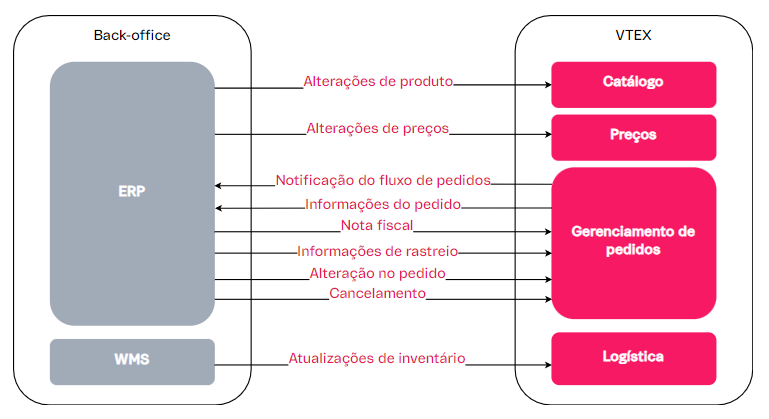 Back-office
VTEX
Alterações de produto
Catálogo
Alterações de preços
Preços
ERP
Notificação do fluxo de pedidos
Informações do pedido
Nota fiscal
Informações de rastreio
Alteração no pedido
Cancelamento
Gerenciamento de
pedidos
WMS
Atualizações de inventário
Logística